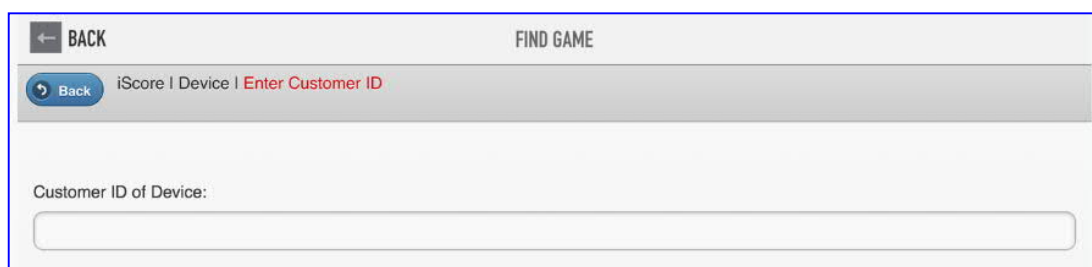 BACK
FIND GAME
Back
iScore | Device | Enter Customer ID
Customer ID of Device: